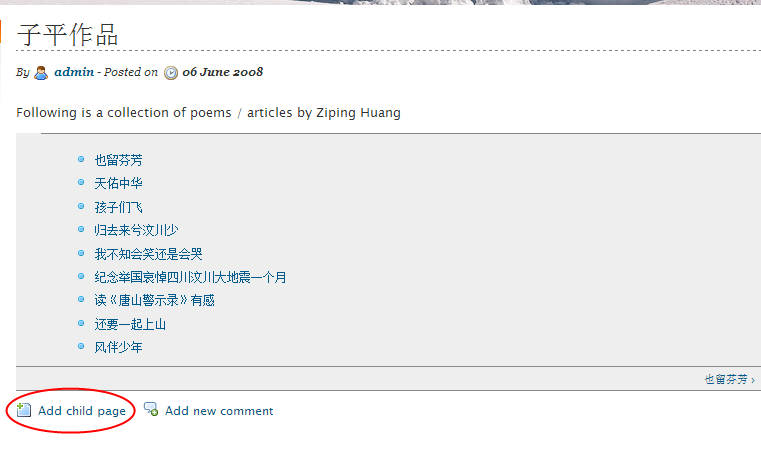 子平作品
By admin - Posted on 06 June 2008
Following is a collection of poems / articles by Ziping Huang
也留芬芳
天佑中华
孩子们飞
归去来兮汶川少
我不知会笑还是会哭
纪念举国哀悼四川汶川大地震一个月
读《唐山警示录》有感
还要一起上山
风伴少年
也留芬芳 ›
Add child page Add new comment